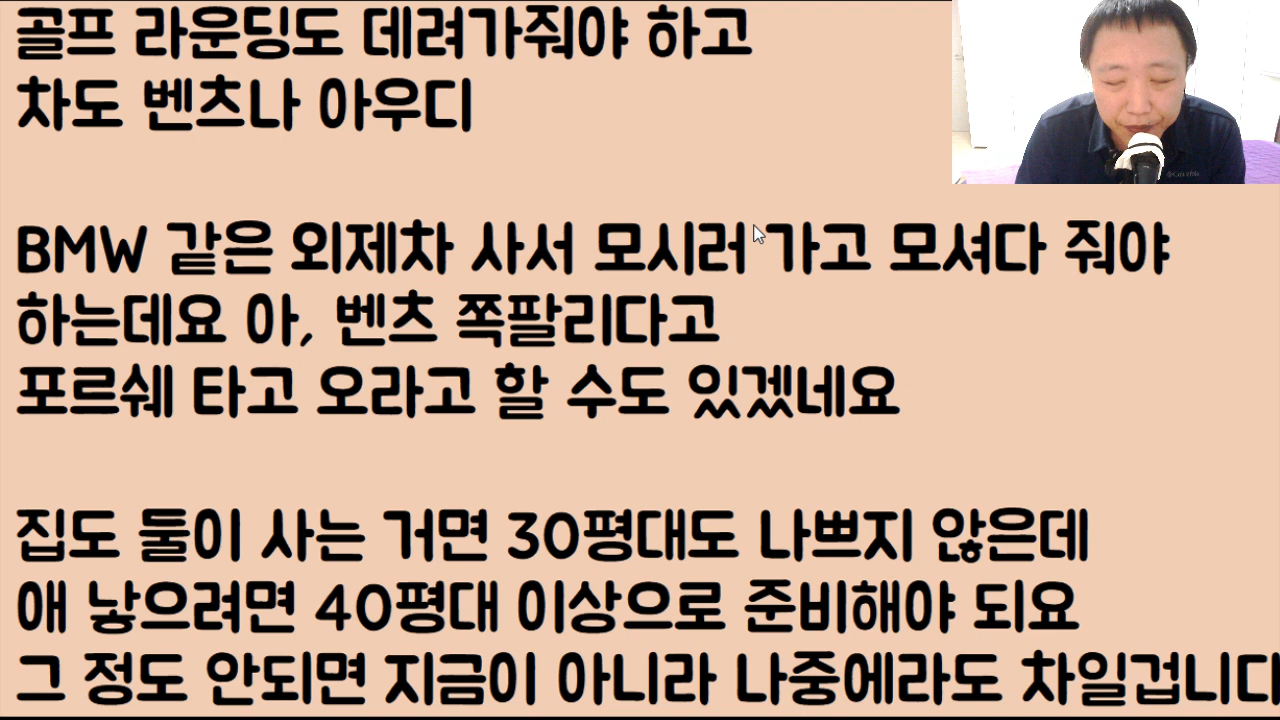 골프 라운딩도 데려가줘야 하고
차도 벤츠나 아우디
BMW 같은 외제차 사서 모시러 가고 모셔다 줘야
하는데요 아, 벤츠 쪽팔리다고
포르쉐 타고 오라고 할 수도 있겠네요
집도 둘이 사는 거면 30평대도 나쁘지 않은데
애 낳으려면 40평대 이상으로 준비해야 되요
그 정도 안되면 지금이 아니라 나중에라도 차일겁니다
Columbia